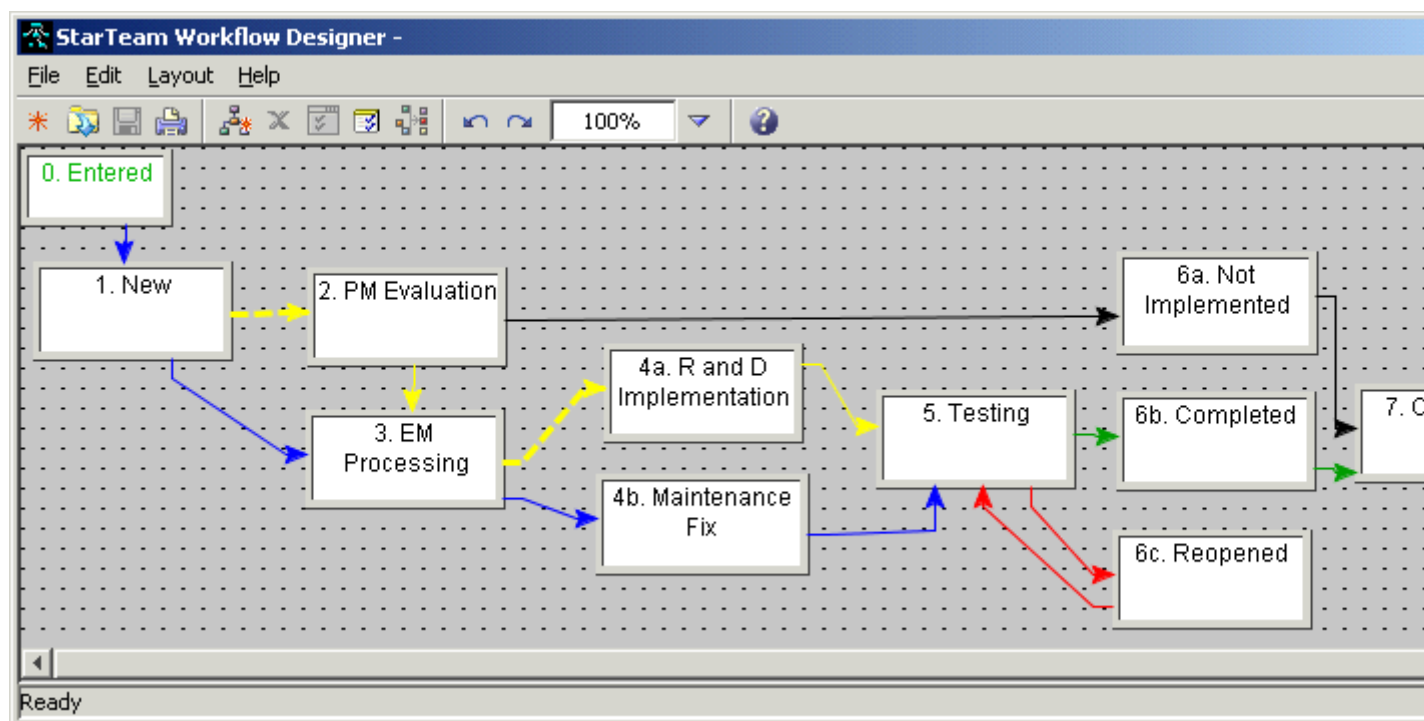 StarTeam Workflow Designer -
File Edit Layout Help
100%
0. Entered
1. New
2. PM Evaluation
6a. Not
Implemented
3. EM
Processing
4a. R and D
Implementation
5. Testing
6b. Completed
7. C
4b. Maintenance
Fix
6c. Reopened
Ready